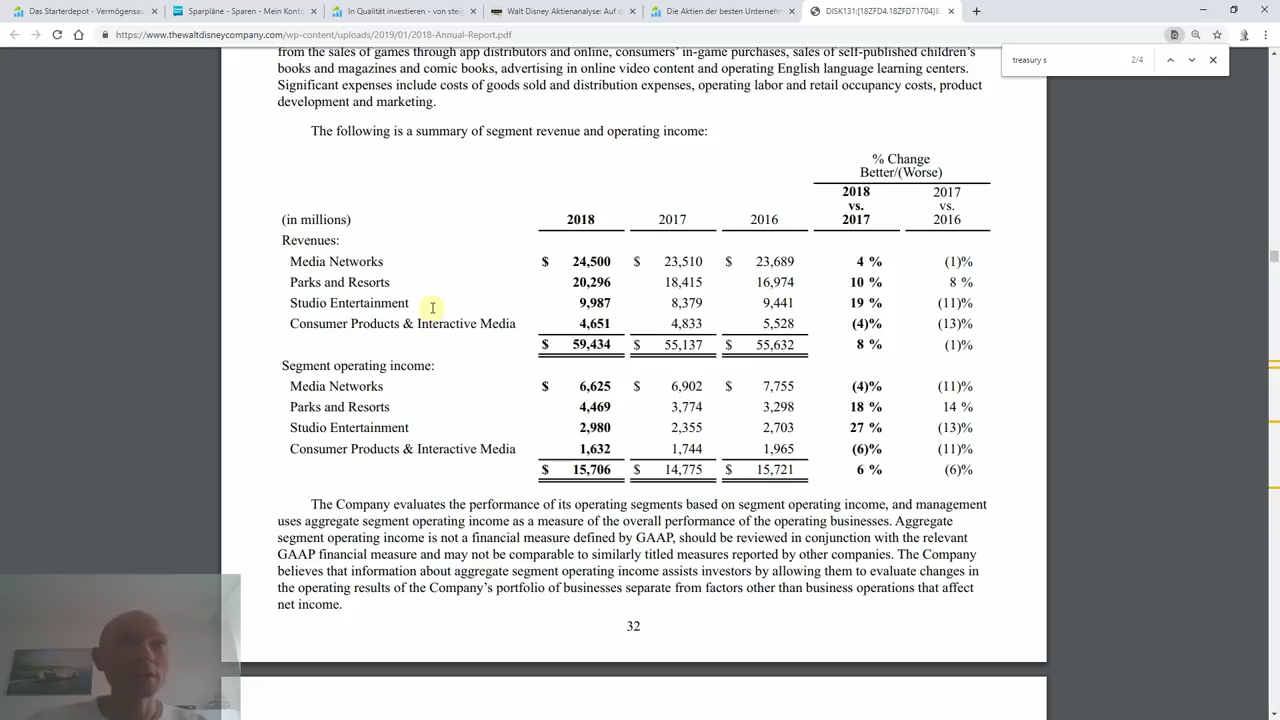 Das Starterdepot - Vermögensau
Sparpläne - Sparen - Mein Konto
In Qualität investieren - von steig
Walt Disney Aktienanalyse: Auf d
Die Aktien der besten Unternehm
DISK131:[18ZFD4.18ZFD71704]
https://www.thewaltdisneycompany.com/wp-content/uploads/2019/01/2018-Annual-Report.pdf
treasury s 2/4
from the sales of games through app distributors and online, consumers' in-game purchases, sales of self-published children's
books and magazines and comic books, advertising in online video content and operating English language learning centers.
Significant expenses include costs of goods sold and distribution expenses, operating labor and retail occupancy costs, product
development and marketing.
The following is a summary of segment revenue and operating income:
% Change
Better/(Worse)
(in millions) 2018 2017 2016 2018 vs. 2017 2017 vs. 2016
Revenues:
Media Networks $ 24,500 $ 23,510 $ 23,689 4 % (1)%
Parks and Resorts 20,296 18,415 16,974 10 % 8 %
Studio Entertainment 9,987 8,379 9,441 19 % (11)%
Consumer Products & Interactive Media 4,651 4,833 5,528 (4)% (13)%
$ 59,434 $ 55,137 $ 55,632 8 % (1)%
Segment operating income:
Media Networks $ 6,625 $ 6,902 $ 7,755 (4)% (11)%
Parks and Resorts 4,469 3,774 3,298 18 % 14 %
Studio Entertainment 2,980 2,355 2,703 27 % (13)%
Consumer Products & Interactive Media 1,632 1,744 1,965 (6)% (11)%
$ 15,706 $ 14,775 $ 15,721 6 % (6)%
The Company evaluates the performance of its operating segments based on segment operating income, and management
uses aggregate segment operating income as a measure of the overall performance of the operating businesses. Aggregate
segment operating income is not a financial measure defined by GAAP, should be reviewed in conjunction with the relevant
GAAP financial measure and may not be comparable to similarly titled measures reported by other companies. The Company
believes that information about aggregate segment operating income assists investors by allowing them to evaluate changes in
the operating results of the Company's portfolio of businesses separate from factors other than business operations that affect
net income.
32